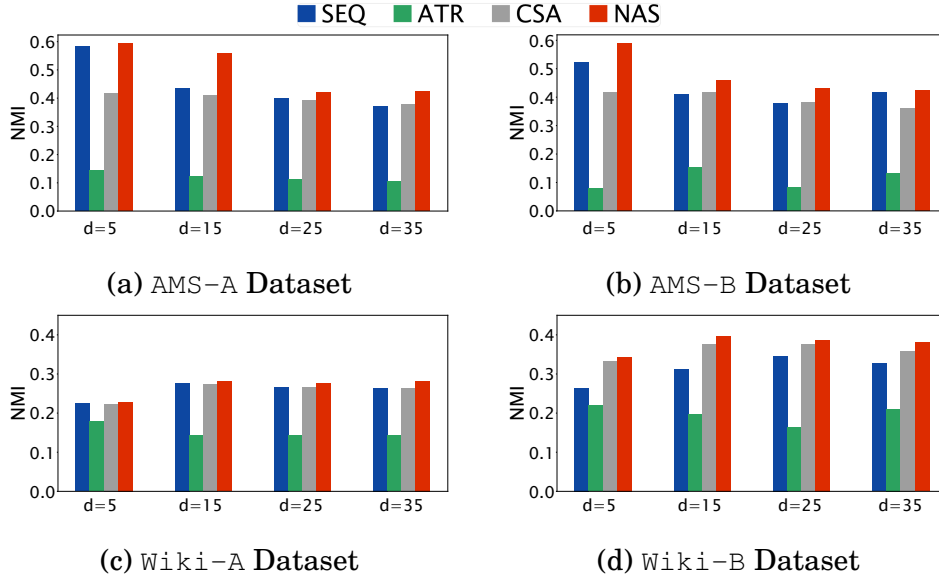 SEQ ATR CSA NAS
NMI
0.6
0.5
0.4
0.3
0.2
0.1
0.0
d=5 d=15 d=25 d=35
(a) AMS-A Dataset
NMI
0.6
0.5
0.4
0.3
0.2
0.1
0.0
d=5 d=15 d=25 d=35
(b) AMS-B Dataset
NMI
0.4
0.3
0.2
0.1
0.0
d=5 d=15 d=25 d=35
(c) Wiki-A Dataset
NMI
0.4
0.3
0.2
0.1
0.0
d=5 d=15 d=25 d=35
(d) Wiki-B Dataset